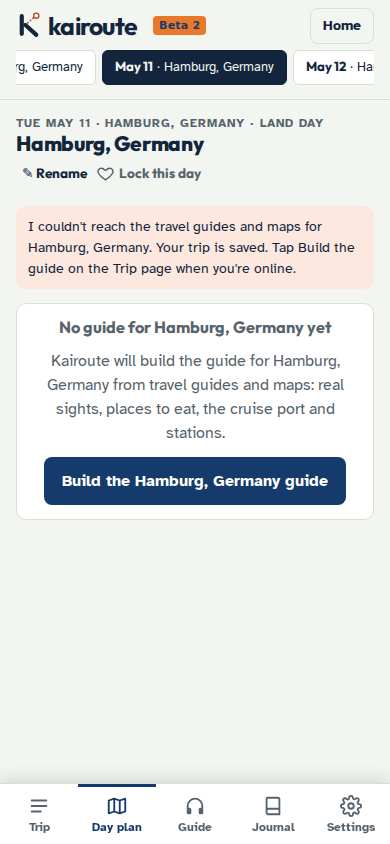 kairoute
Beta 2
Home
rg, Germany
May 11 · Hamburg, Germany
May 12 · Ha
TUE MAY 11 · HAMBURG, GERMANY · LAND DAY
Hamburg, Germany
✎ Rename
Lock this day
I couldn't reach the travel guides and maps for
Hamburg, Germany. Your trip is saved. Tap Build the
guide on the Trip page when you're online.
No guide for Hamburg, Germany yet
Kairoute will build the guide for Hamburg,
Germany from travel guides and maps: real
sights, places to eat, the cruise port and
stations.
Build the Hamburg, Germany guide
Trip
Day plan
Guide
Journal
Settings